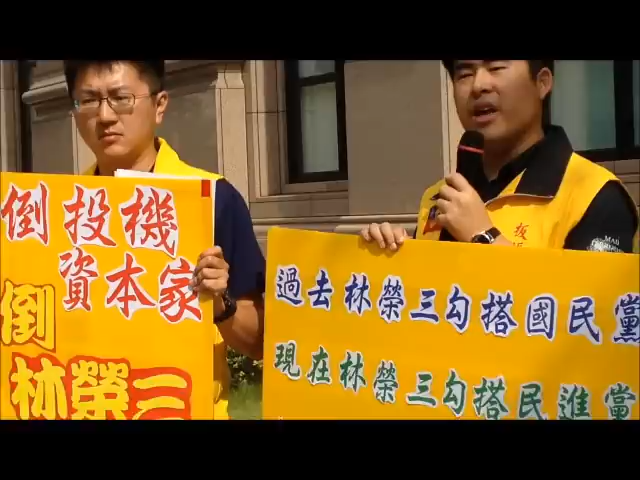 倒投機
資本家
倒
林榮三
過去林榮三勾搭國民黨
現在林榮三勾搭民進黨